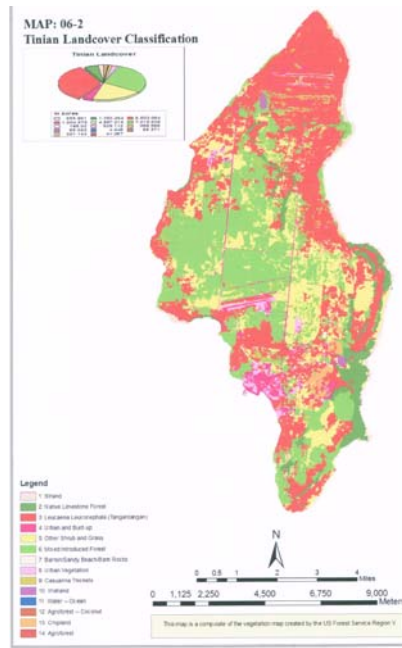 MAP: 06-2
Tinian Landcover Classification
Tinian Landcover
In Acres
Legend
1 Strand
2 Native Limestone Forest
3 Leucaena Leucocephala (Tangantangan)
4 Urban and Built-up
5 Other Shrub and Grass
6 Mixed Introduced Forest
7 Barren/Sandy Beach/Bare Rocks
8 Urban Vegetation
9 Casuarina Thickets
10 Wetland
11 Water -- Ocean
12 Agroforest -- Coconut
13 Cropland
14 Agroforest
N
0 0.5 1 2 3 4
Miles
0 1,125 2,250 4,500 6,750 9,000
Meters
This map is a composite of the vegetation map created by the US Forest Service Region V